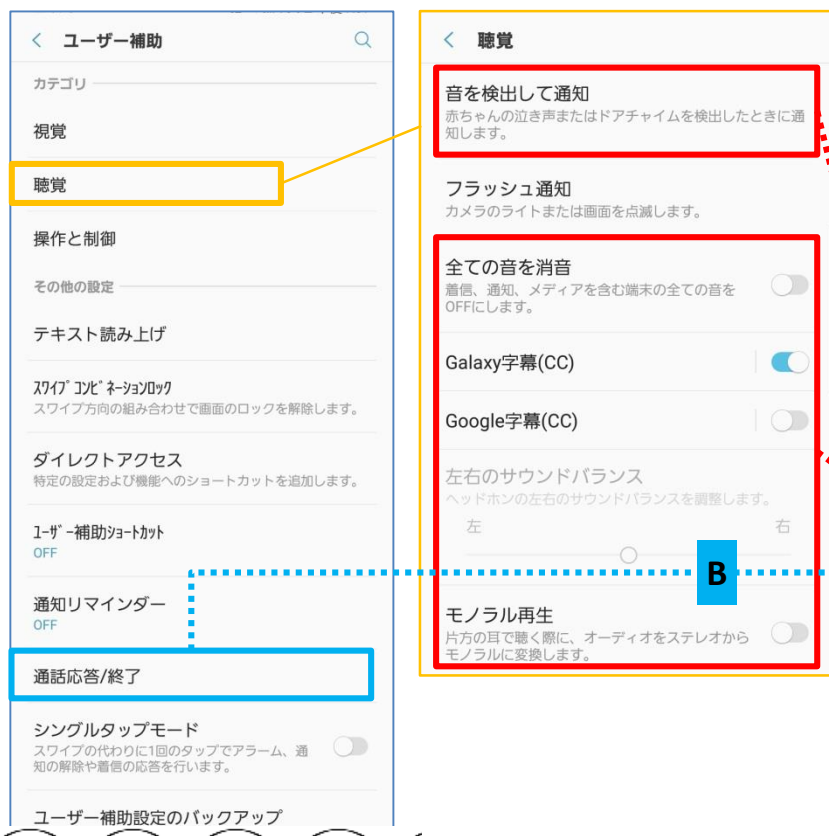 ユーザー補助
カテゴリ
視覚
聴覚
操作と制御
その他の設定
テキスト読み上げ
ｽﾜｲﾌﾟ ｺﾝﾋﾞﾈｰｼｮﾝﾛｯｸ
スワイプ方向の組み合わせで画面のロックを解除します。
ダイレクトアクセス
特定の設定および機能へのショートカットを追加します。
ﾕｰｻﾞｰ補助ｼｮｰﾄｶｯﾄ
OFF
通知リマインダー
OFF
通話応答/終了
シングルタップモード
スワイプの代わりに1回のタップでアラーム、通
知の解除や着信の応答を行います。
ユーザー補助設定のバックアップ
聴覚
音を検出して通知
赤ちゃんの泣き声またはドアチャイムを検出したときに通
知します。
フラッシュ通知
カメラのライトまたは画面を点滅します。
全ての音を消音
着信、通知、メディアを含む端末の全ての音を
OFFにします。
Galaxy字幕(CC)
Google字幕(CC)
左右のサウンドバランス
ヘッドホンの左右のサウンドバランスを調整します。
左 右
B
モノラル再生
片方の耳で聴く際に、オーディオをステレオから
モノラルに変換します。